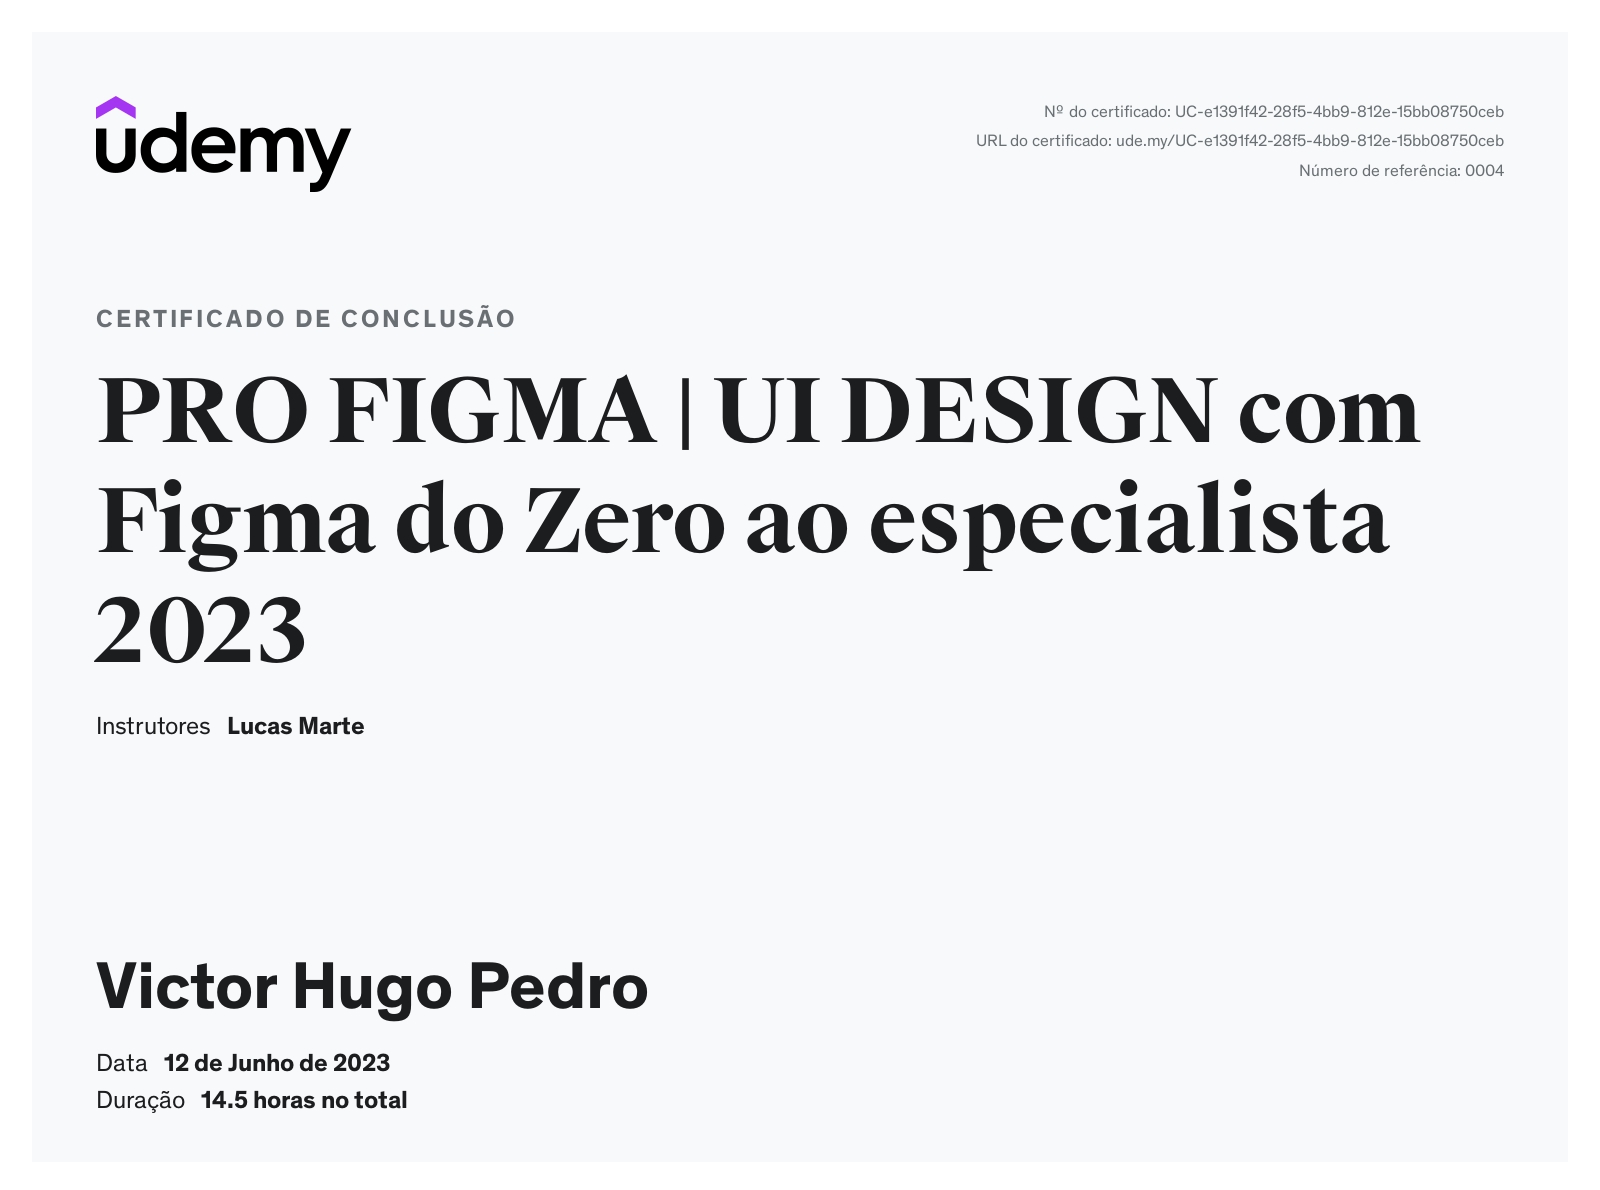 udemy
Nº do certificado: UC-e1391f42-28f5-4bb9-812e-15bb08750ceb
URL do certificado: ude.my/UC-e1391f42-28f5-4bb9-812e-15bb08750ceb
Número de referência: 0004
CERTIFICADO DE CONCLUSÃO
PRO FIGMA | UI DESIGN com
Figma do Zero ao especialista
2023
Instrutores Lucas Marte
Victor Hugo Pedro
Data 12 de Junho de 2023
Duração 14.5 horas no total